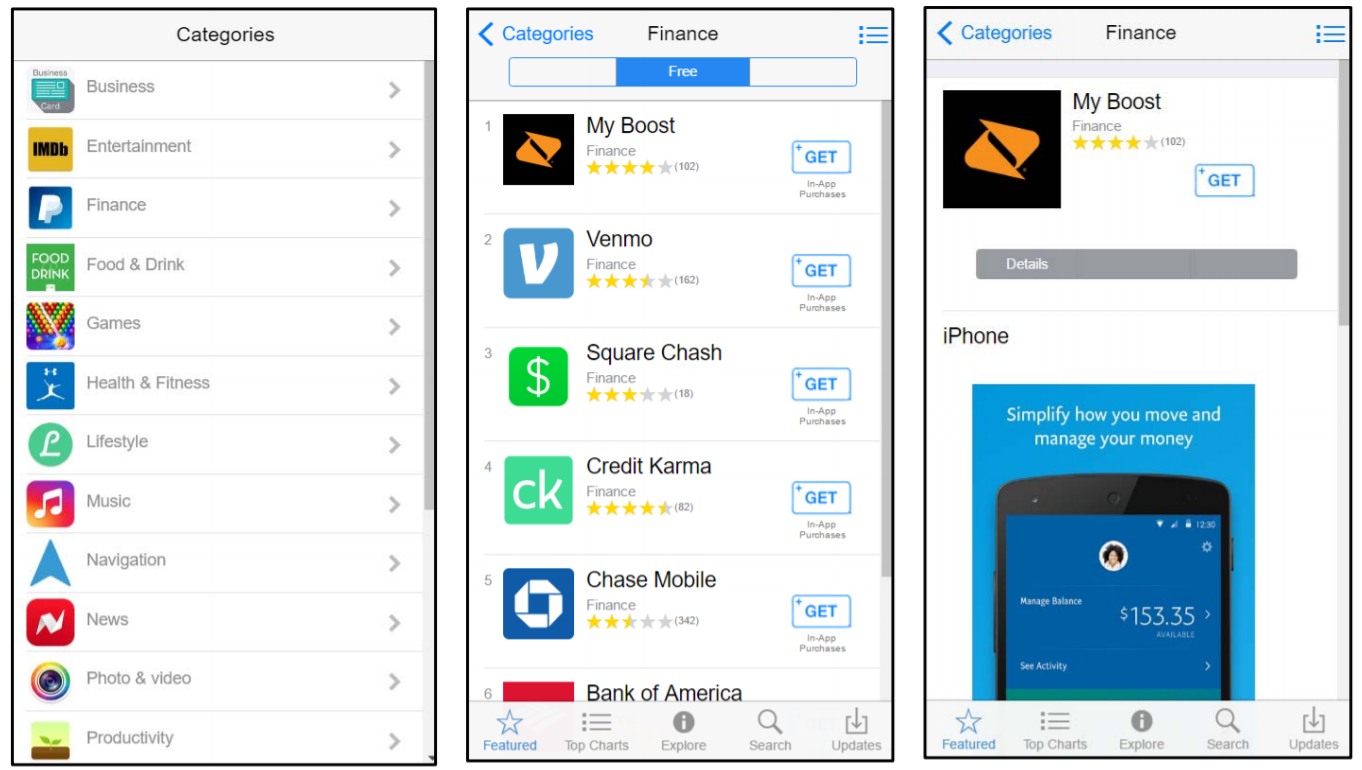 Categories
Business
Card
Business
IMDb
Entertainment
Finance
FOOD
DRINK
Food & Drink
Games
Health & Fitness
Lifestyle
Music
Navigation
News
Photo & video
Productivity
Categories Finance
Free
1 My Boost
Finance
(102)
GET
In-App
Purchases
2 Venmo
Finance
(162)
GET
In-App
Purchases
3 Square Chash
Finance
(18)
GET
In-App
Purchases
4 ck Credit Karma
Finance
(82)
GET
In-App
Purchases
5 Chase Mobile
Finance
(342)
GET
In-App
Purchases
6 Bank of America
Featured Top Charts Explore Search Updates
Categories Finance
My Boost
Finance
(102)
GET
Details
iPhone
Simplify how you move and
manage your money
12:30
Manage Balance
$153.35
AVAILABLE
See Activity
Featured Top Charts Explore Search Updates